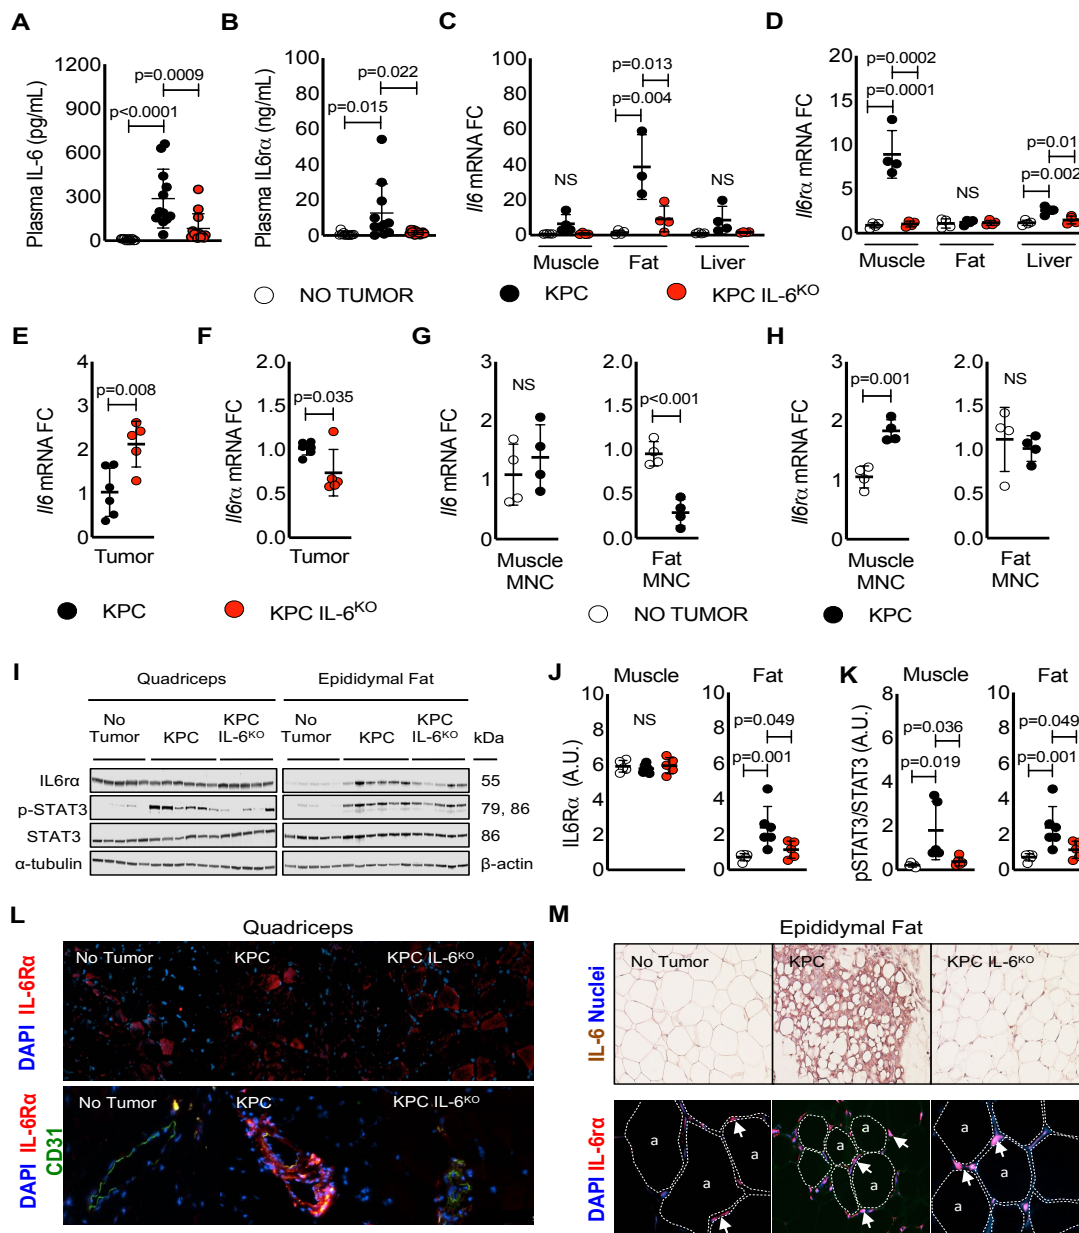 A
B
C
D
Plasma IL-6 (pg/mL)
1200
900
600
300
0
p=0.0009
p<0.0001
Plasma IL6rα (ng/mL)
100
80
60
40
20
0
p=0.022
p=0.015
Il6 mRNA FC
100
80
60
40
20
0
p=0.013
p=0.004
NS
NS
Muscle Fat Liver
Il6rα mRNA FC
20
15
10
5
0
p=0.0002
p=0.0001
NS
p=0.01
p=0.002
Muscle Fat Liver
NO TUMOR KPC KPC IL-6KO
E
F
G
H
Il6 mRNA FC
4
3
2
1
0
p=0.008
Tumor
Il6rα mRNA FC
2.0
1.5
1.0
0.5
0.0
p=0.035
Tumor
Il6 mRNA FC
3
2
1
0
NS
Muscle
MNC
2.0
1.5
1.0
0.5
0.0
p<0.001
Fat
MNC
Il6rα mRNA FC
3
2
1
0
p=0.001
Muscle
MNC
2.0
1.5
1.0
0.5
0.0
NS
Fat
MNC
KPC KPC IL-6KO
NO TUMOR KPC
I
Quadriceps Epididymal Fat
No Tumor KPC KPC IL-6KO
No Tumor KPC KPC IL-6KO kDa
IL6rα 55
p-STAT3 79, 86
STAT3 86
α-tubulin β-actin
J
Muscle Fat
IL6Rα (A.U.)
10
8
6
4
2
0
NS
10
8
6
4
2
0
p=0.049
p=0.001
K
Muscle Fat
pSTAT3/STAT3 (A.U.)
8
6
4
2
0
p=0.036
p=0.019
10
8
6
4
2
0
p=0.049
p=0.001
L
Quadriceps
DAPI IL-6Rα
No Tumor KPC KPC IL-6KO
DAPI IL-6Rα
CD31
No Tumor KPC KPC IL-6KO
M
Epididymal Fat
IL-6 Nuclei
No Tumor KPC KPC IL-6KO
DAPI IL-6rα
a
a
a
a
a
a
a
a
a